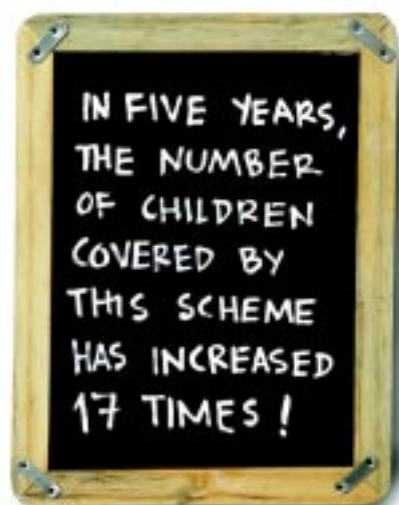 IN FIVE YEARS,
THE NUMBER
OF CHILDREN
COVERED BY
THIS SCHEME
HAS INCREASED
17 TIMES !